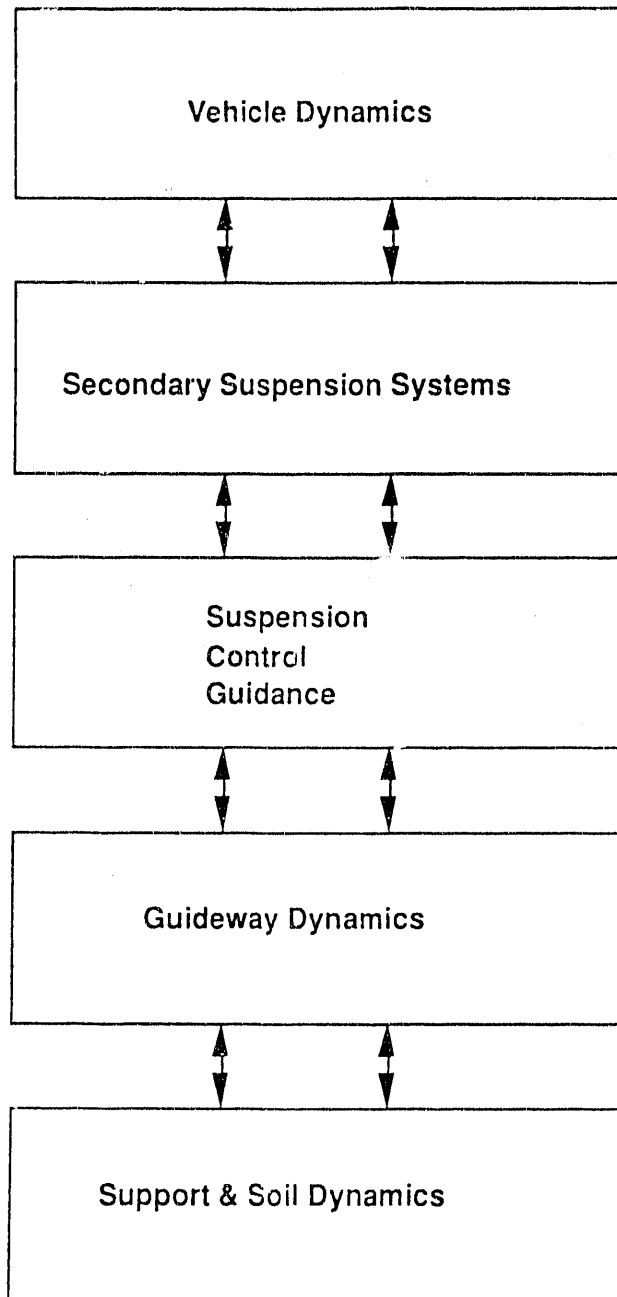 Vehicle Dynamics
Secondary Suspension Systems
Suspension
Control
Guidance
Guideway Dynamics
Support & Soil Dynamics